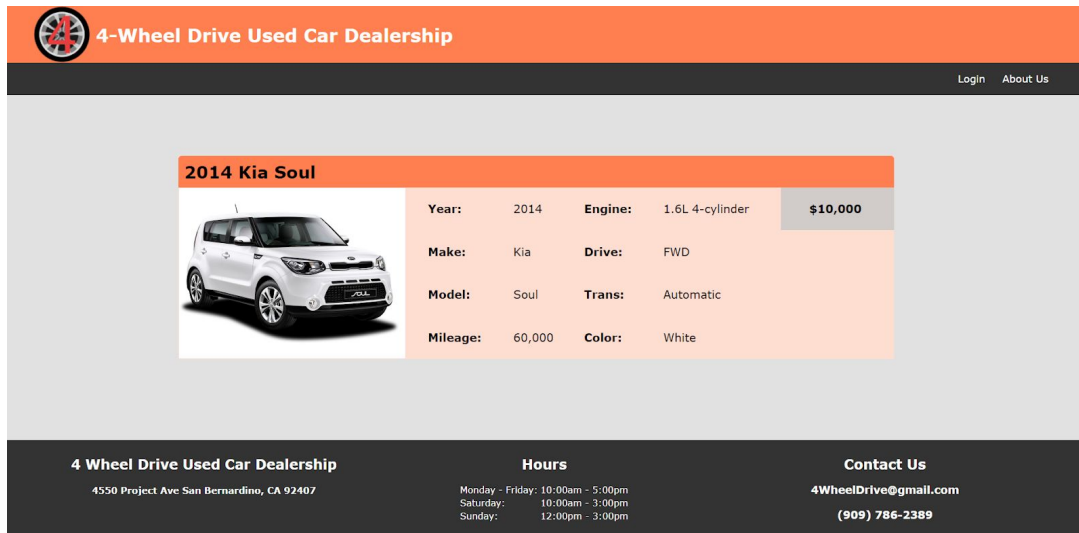 4
4-Wheel Drive Used Car Dealership
Login About Us
2014 Kia Soul
Year: 2014 Engine: 1.6L 4-cylinder $10,000
Make: Kia Drive: FWD
Model: Soul Trans: Automatic
Mileage: 60,000 Color: White
SOUL
4 Wheel Drive Used Car Dealership
4550 Project Ave San Bernardino, CA 92407
Hours
Monday - Friday: 10:00am - 5:00pm
Saturday: 10:00am - 3:00pm
Sunday: 12:00pm - 3:00pm
Contact Us
4WheelDrive@gmail.com
(909) 786-2389